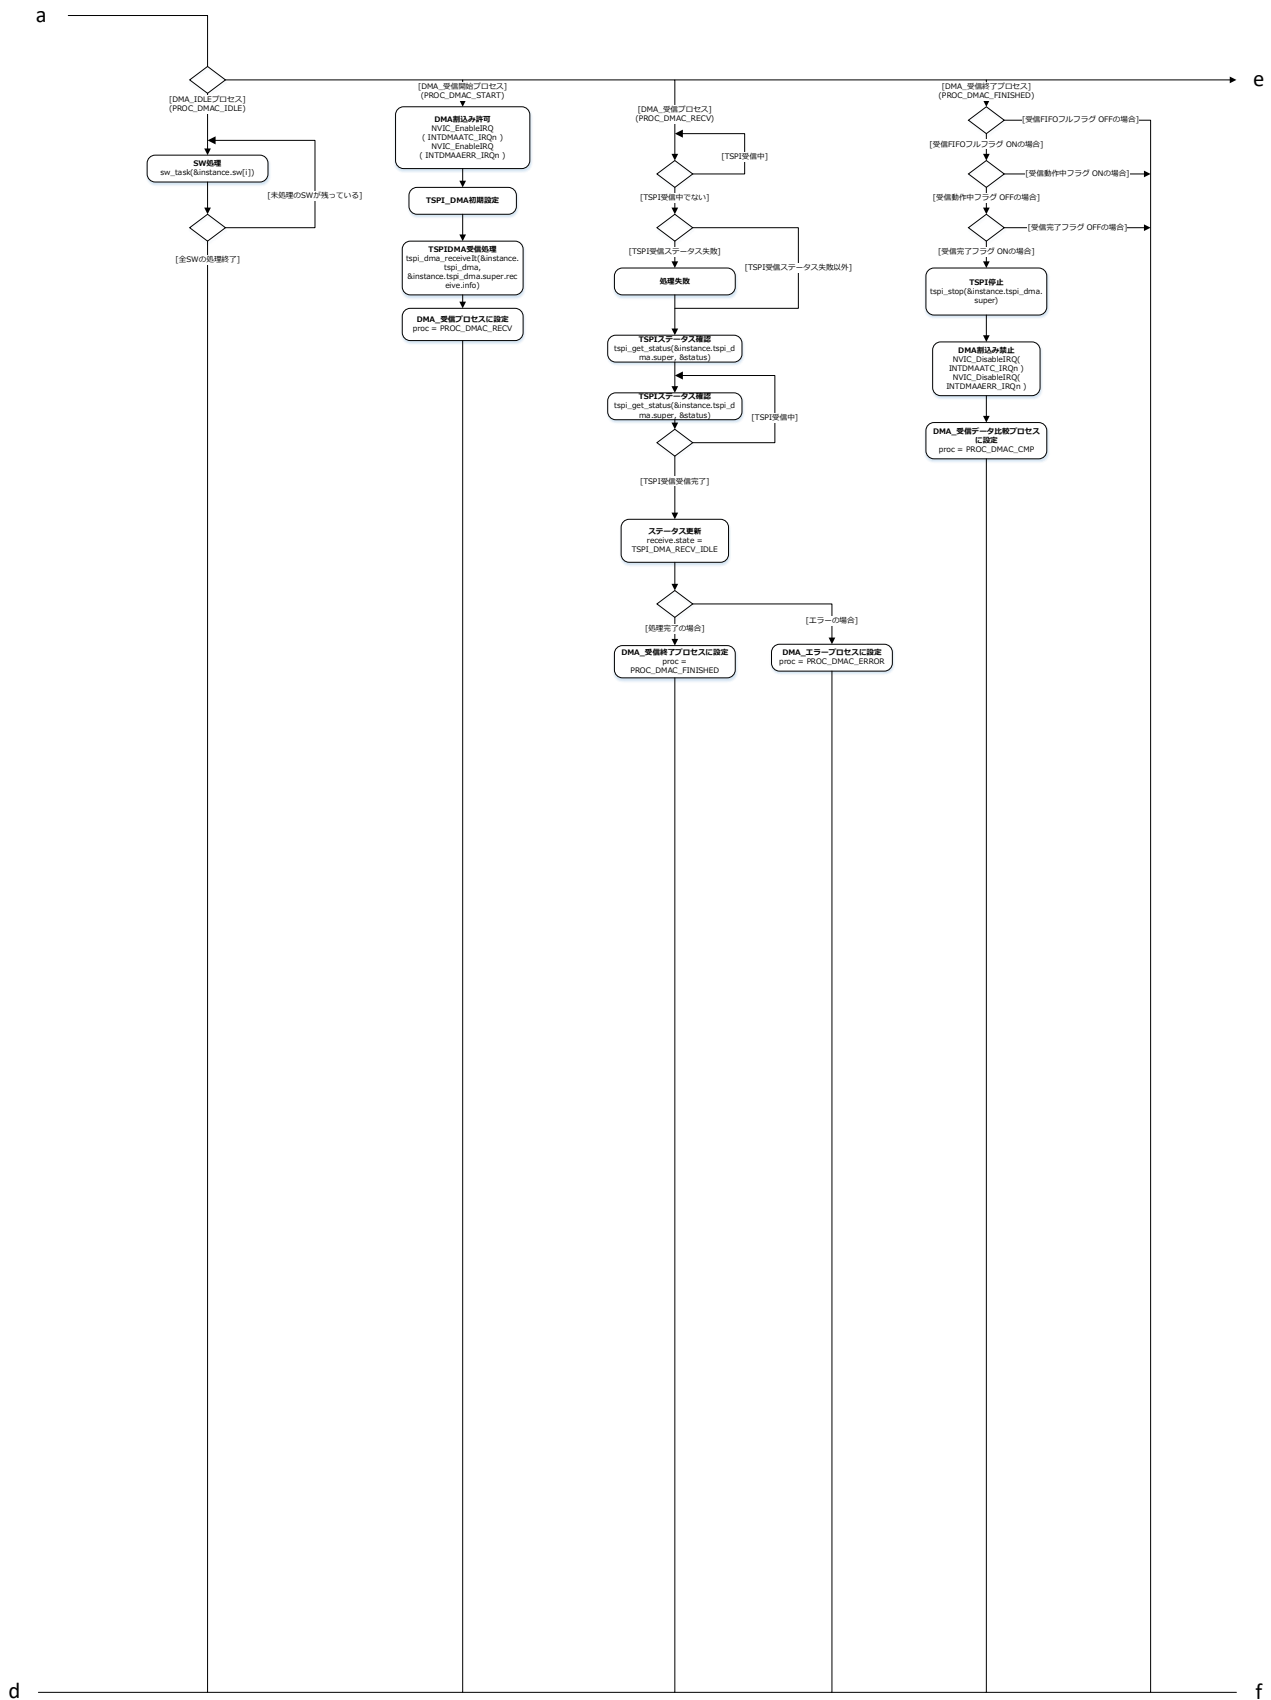 a
e
[DMA_IDLEプロセス]
(PROC_DMAC_IDLE)
SW処理
sw_task(&instance.sw[i])
[未処理のSWが残っている]
[全SWの処理終了]
[DMA_受信開始プロセス]
(PROC_DMAC_START)
DMA割込み許可
NVIC_EnableIRQ
( INTDMAATC_IRQn )
NVIC_EnableIRQ
( INTDMAAERR_IRQn )
TSPI_DMA初期設定
TSPIDMA受信処理
tspi_dma_receiveIt(&instance.
tspi_dma,
&instance.tspi_dma.super.rec
eive.info)
DMA_受信プロセスに設定
proc = PROC_DMAC_RECV
[DMA_受信プロセス]
(PROC_DMAC_RECV)
[TSPI受信中]
[TSPI受信中でない]
[TSPI受信ステータス失敗]
[TSPI受信ステータス失敗以外]
処理失敗
TSPIステータス確認
tspi_get_status(&instance.tspi_d
ma.super, &status)
TSPIステータス確認
tspi_get_status(&instance.tspi_d
ma.super, &status)
[TSPI受信中]
[TSPI受信受信完了]
ステータス更新
receive.state =
TSPI_DMA_RECV_IDLE
[処理完了の場合]
[エラーの場合]
DMA_受信終了プロセスに設定
proc =
PROC_DMAC_FINISHED
DMA_エラープロセスに設定
proc = PROC_DMAC_ERROR
[DMA_受信終了プロセス]
(PROC_DMAC_FINISHED)
[受信FIFOフルフラグ OFFの場合]
[受信FIFOフルフラグ ONの場合]
[受信動作中フラグ ONの場合]
[受信動作中フラグ OFFの場合]
[受信完了フラグ OFFの場合]
[受信完了フラグ ONの場合]
TSPI停止
tspi_stop(&instance.tspi_dma.
super)
DMA割込み禁止
NVIC_DisableIRQ(
INTDMAATC_IRQn )
NVIC_DisableIRQ(
INTDMAAERR_IRQn )
DMA_受信データ比較プロセス
に設定
proc = PROC_DMAC_CMP
d
f